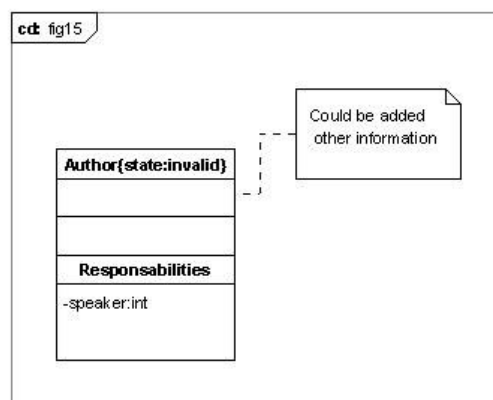 cd: fig15
Could be added
other information
Author{state:invalid}
Responsabilities
-speaker:int